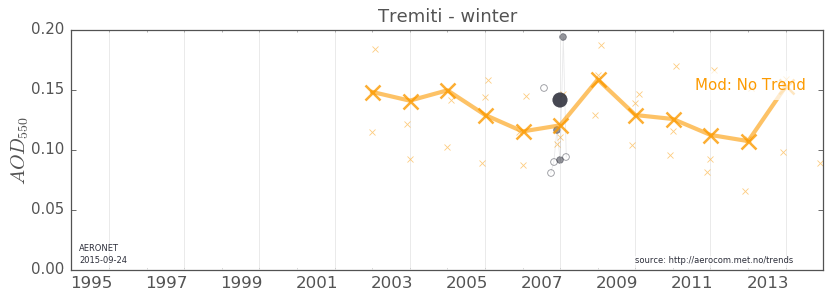 Tremiti - winter
0.20
0.15
0.10
0.05
0.00
AOD550
Mod: No Trend
AERONET
2015-09-24
source: http://aerocom.met.no/trends
1995 1997 1999 2001 2003 2005 2007 2009 2011 2013